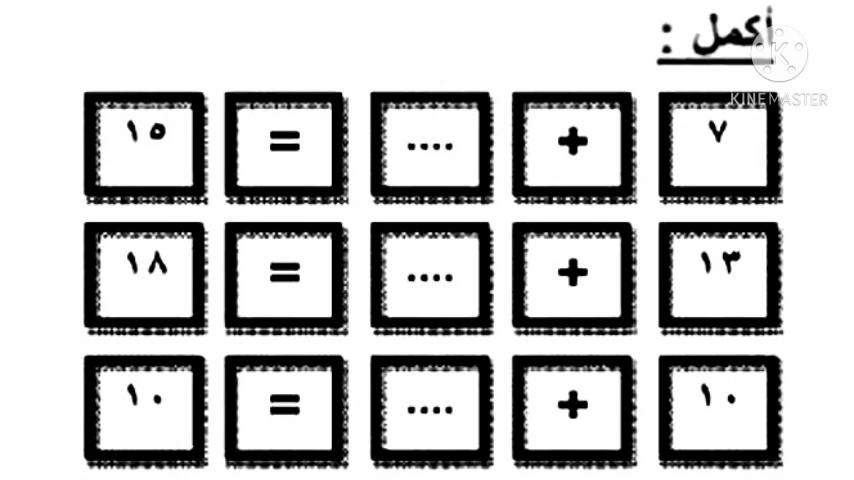 أكمل :
KINEMASTER
٧ + .... = ١٥
١٣ + .... = ١٨
١٠ + .... = ١٠